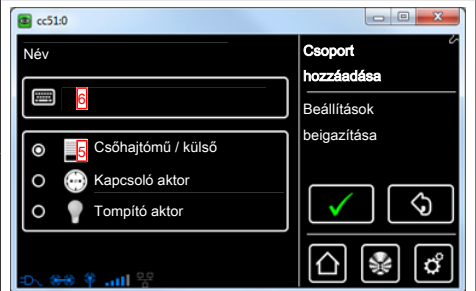 cc51:0
Név
6
5 Csőhajtómű / külső
Kapcsoló aktor
Tompító aktor
Csoport
hozzáadása
Beállítások
beigazítása